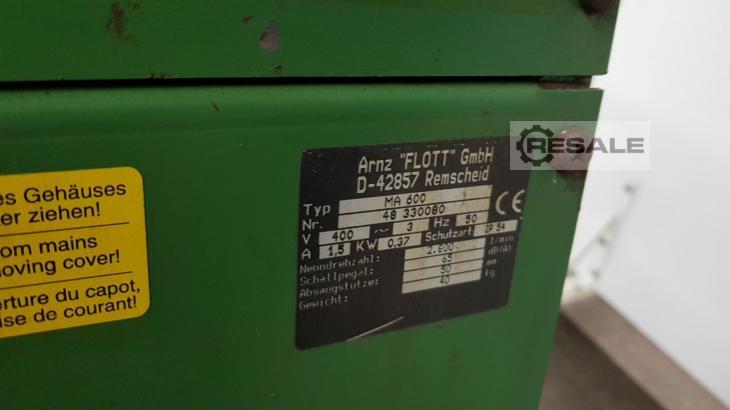 es Gehäuses
er ziehen!
om mains
moving cover!
erture du capot,
ise de courant!
Arnz "FLOTT" GmbH
D-42857 Remscheid
Typ MA 600
Nr. 48 330080
V 400 ~ 3 Hz 50
A 1,5 KW 0,37 Schutzart: IP 54
Nenndrehzahl: 2.800 1/min
Schallpegel: 65 dB(A)
Absaugstutze: 50 mm
Gewicht: 40 kg
CE
RESALE